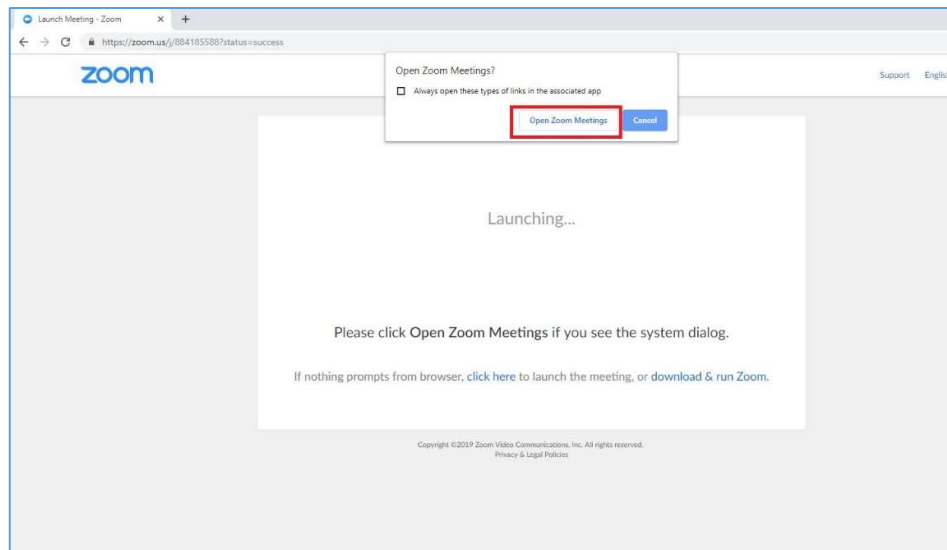 Launch Meeting - Zoom
https://zoom.us/j/884185588?status=success
zoom
Support English
Open Zoom Meetings?
Always open these types of links in the associated app
Open Zoom Meetings Cancel
Launching...
Please click Open Zoom Meetings if you see the system dialog.
If nothing prompts from browser, click here to launch the meeting, or download & run Zoom.
Copyright ©2019 Zoom Video Communications, Inc. All rights reserved.
Privacy & Legal Policies